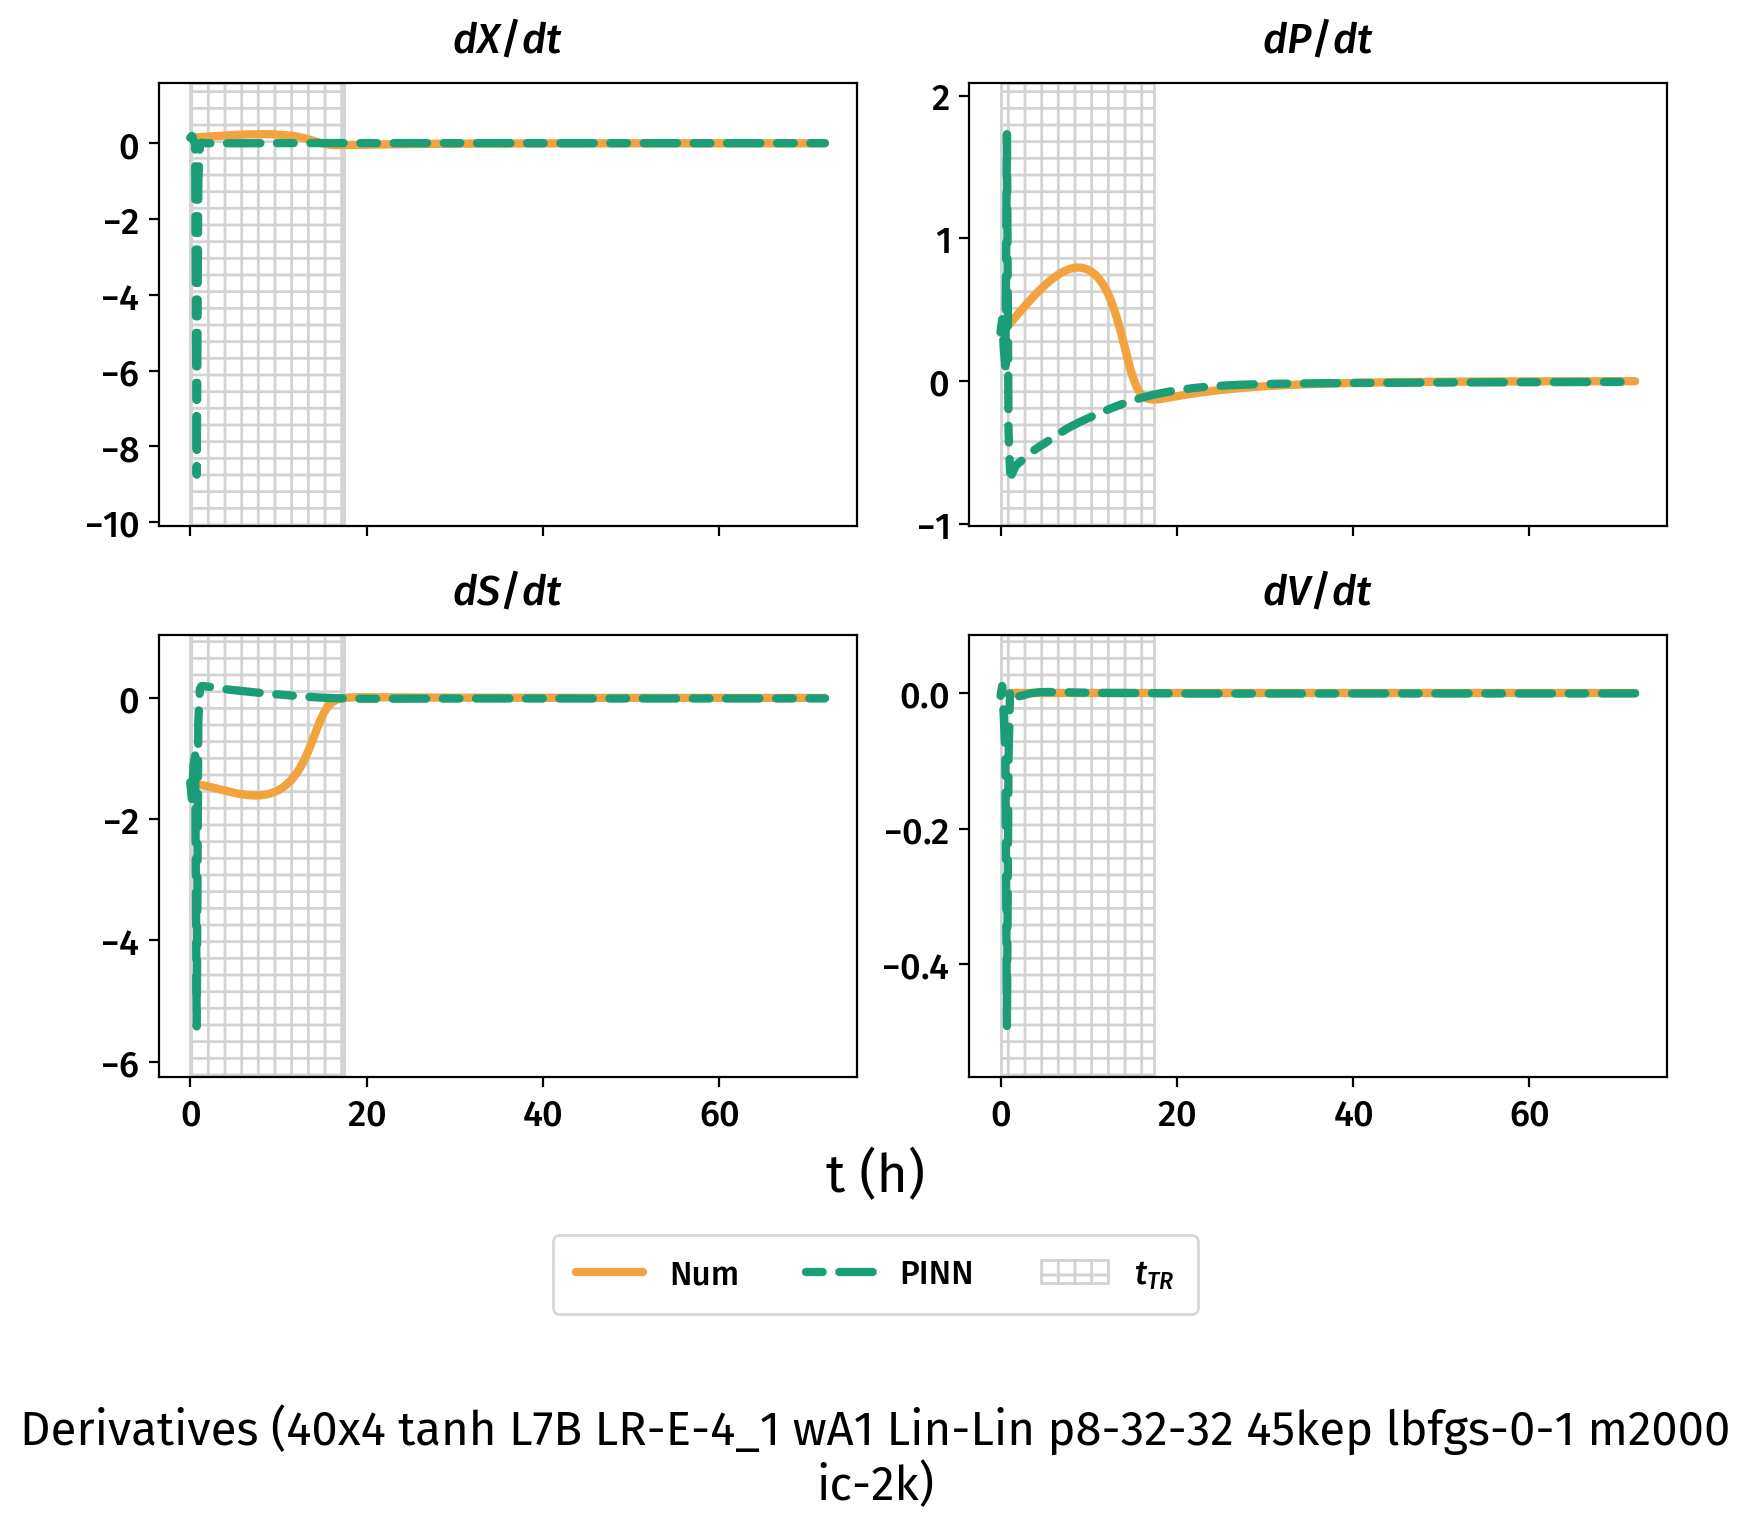 dX/dt
dP/dt
0
−2
−4
−6
−8
−10
2
1
0
−1
dS/dt
dV/dt
0
−2
−4
−6
0.0
−0.2
−0.4
0 20 40 60
0 20 40 60
t (h)
Num PINN tTR
Derivatives (40x4 tanh L7B LR-E-4_1 wA1 Lin-Lin p8-32-32 45kep lbfgs-0-1 m2000
ic-2k)